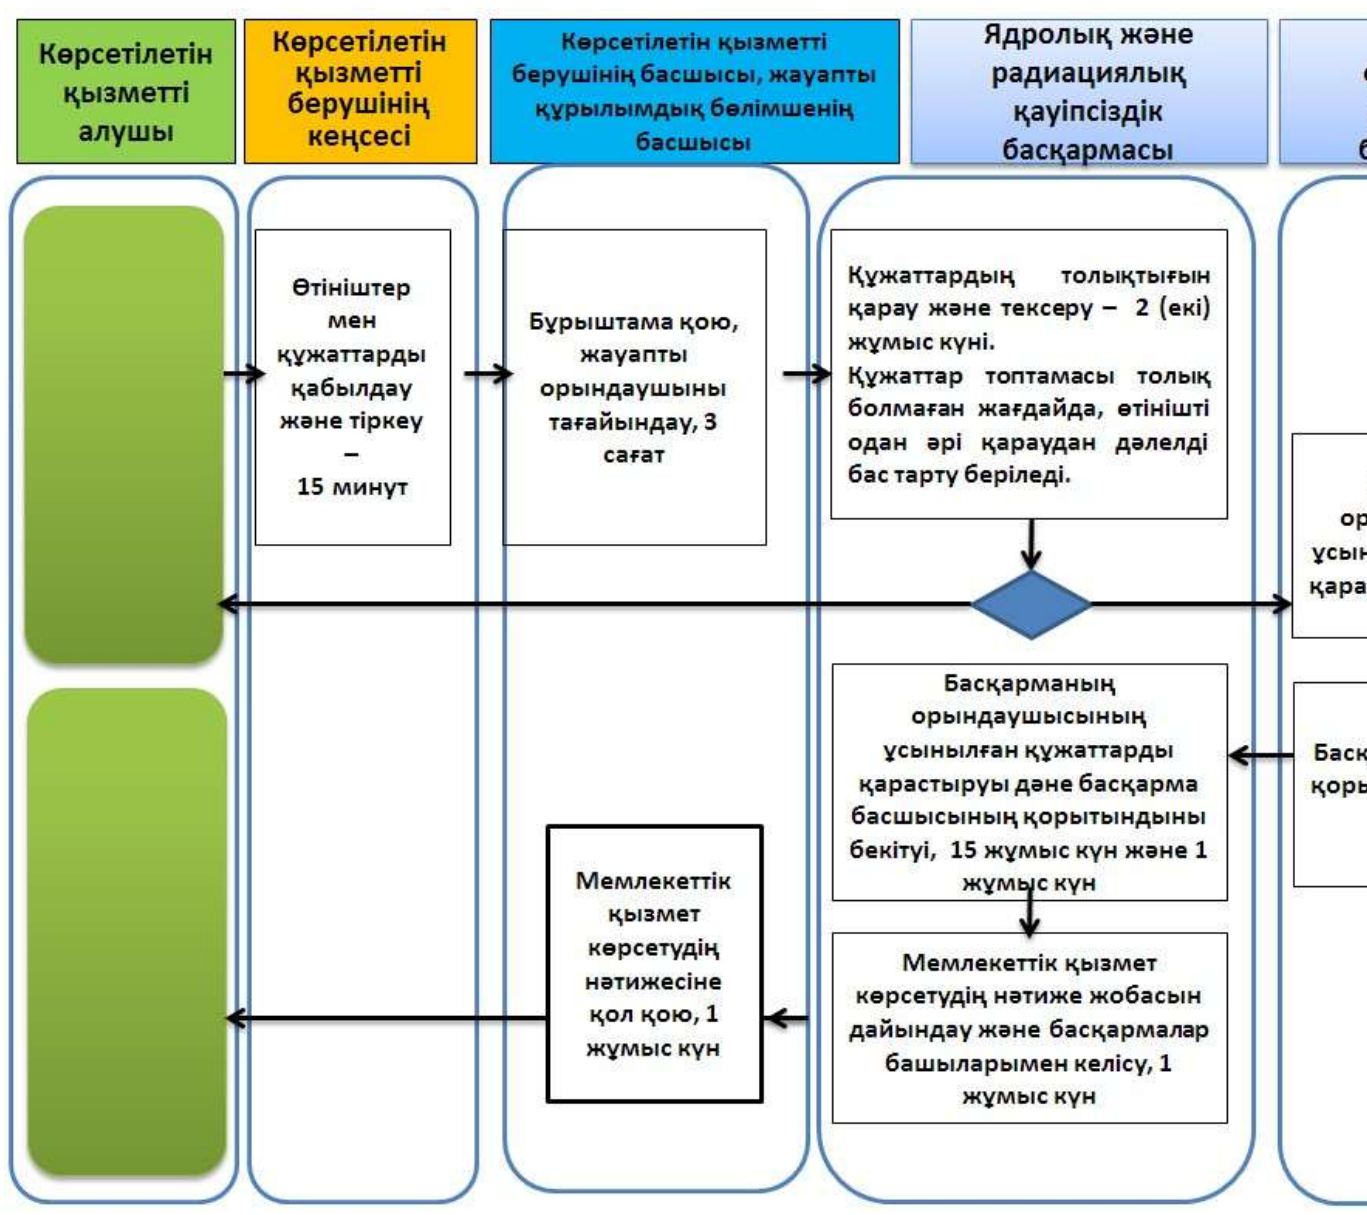 Көрсетілетін
қызметті
алушы
Көрсетілетін
қызметті
берушінің
кеңсесі
Көрсетілетін қызметті
берушінің басшысы, жауапты
құрылымдық бөлімшенің
басшысы
Ядролық және
радиациялық
қауіпсіздік
басқармасы
Өтініштер
мен
құжаттарды
қабылдау
және тіркеу
–
15 минут
Бұрыштама қою,
жауапты
орындаушыны
тағайындау, 3
сағат
Құжаттардың толықтығын
қарау және тексеру – 2 (екі)
жұмыс күні.
Құжаттар топтамасы толық
болмаған жағдайда, өтінішті
одан әрі қараудан дәлелді
бас тарту беріледі.
Басқарманың
орындаушысының
ұсынылған құжаттарды
қарастыруы дәне басқарма
басшысының қорытындыны
бекітуі, 15 жұмыс күн және 1
жұмыс күн
Мемлекеттік
қызмет
көрсетудің
нәтижесіне
қол қою, 1
жұмыс күн
Мемлекеттік қызмет
көрсетудің нәтиже жобасын
дайындау және басқармалар
башыларымен келісу, 1
жұмыс күн